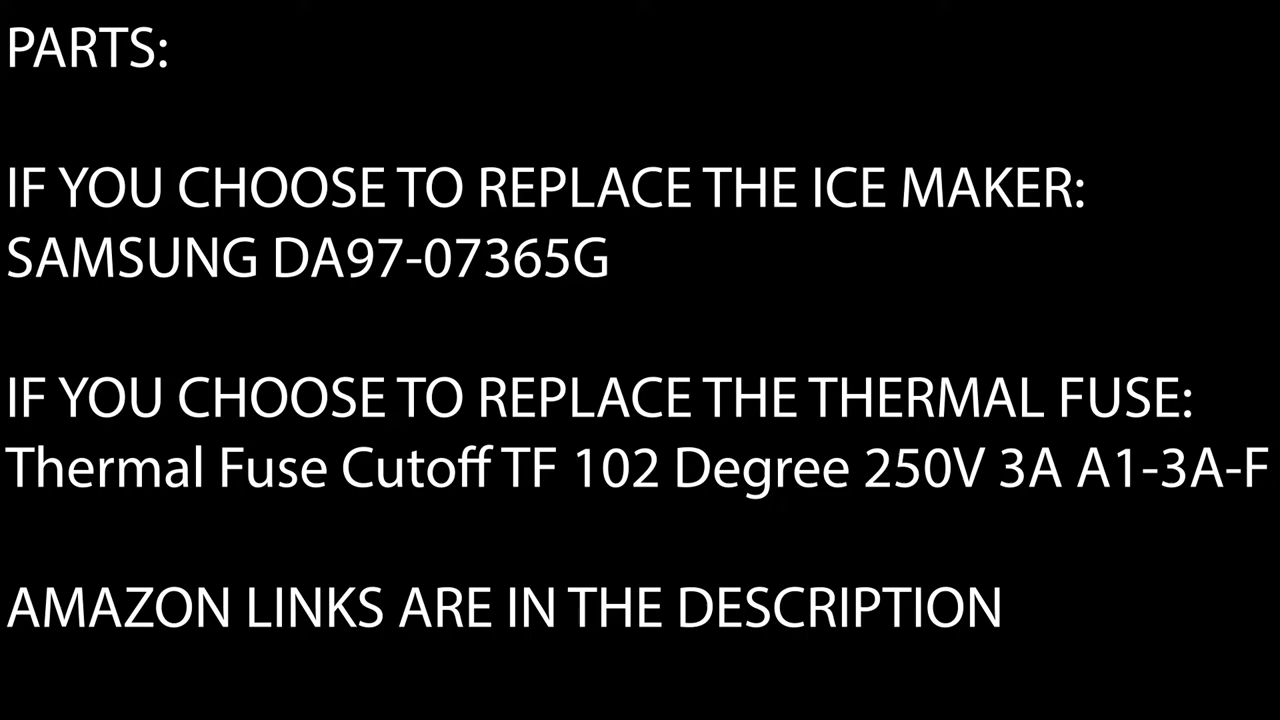 PARTS:
IF YOU CHOOSE TO REPLACE THE ICE MAKER:
SAMSUNG DA97-07365G
IF YOU CHOOSE TO REPLACE THE THERMAL FUSE:
Thermal Fuse Cutoff TF 102 Degree 250V 3A A1-3A-F
AMAZON LINKS ARE IN THE DESCRIPTION